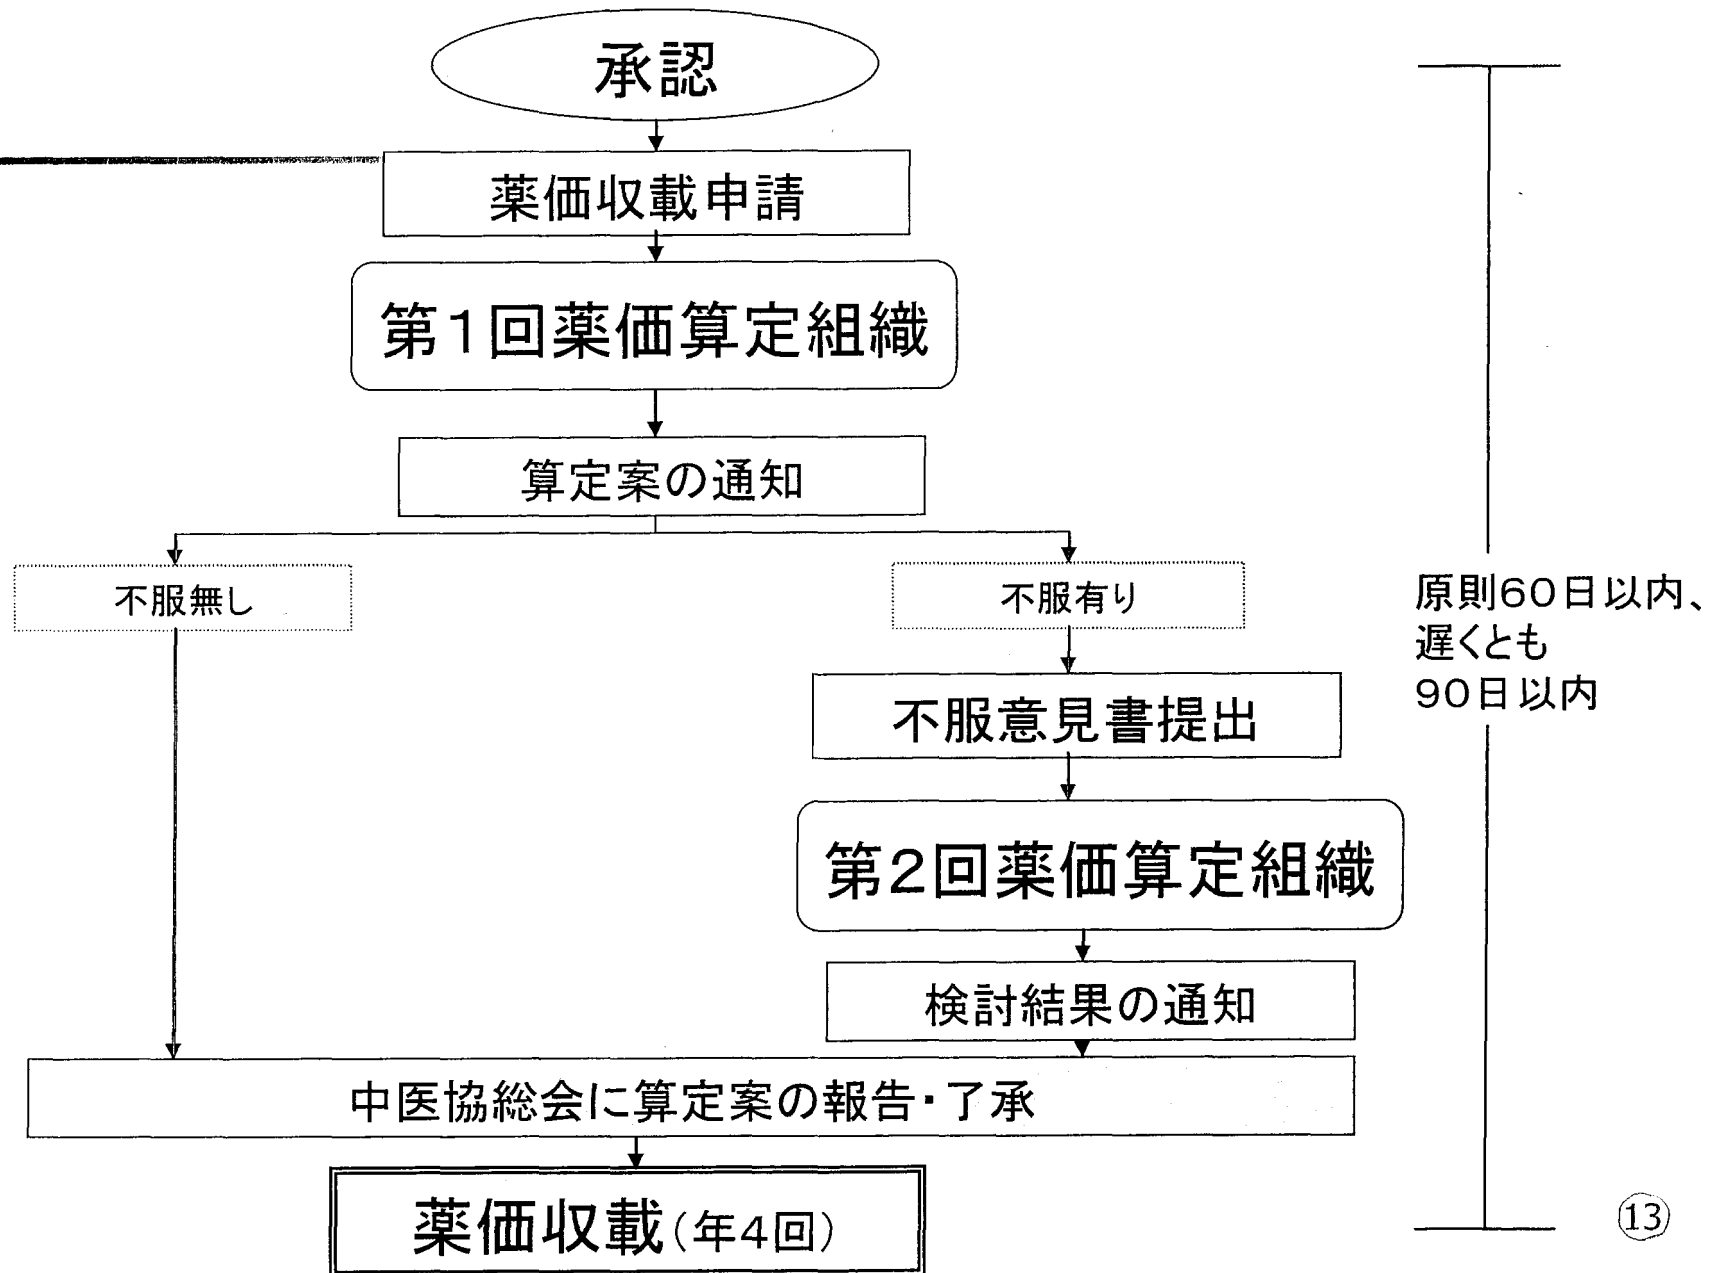 承認
薬価収載申請
第1回薬価算定組織
算定案の通知
不服無し
不服有り
不服意見書提出
第2回薬価算定組織
検討結果の通知
中医協総会に算定案の報告・了承
薬価収載(年4回)
原則60日以内、
遅くとも
90日以内
13